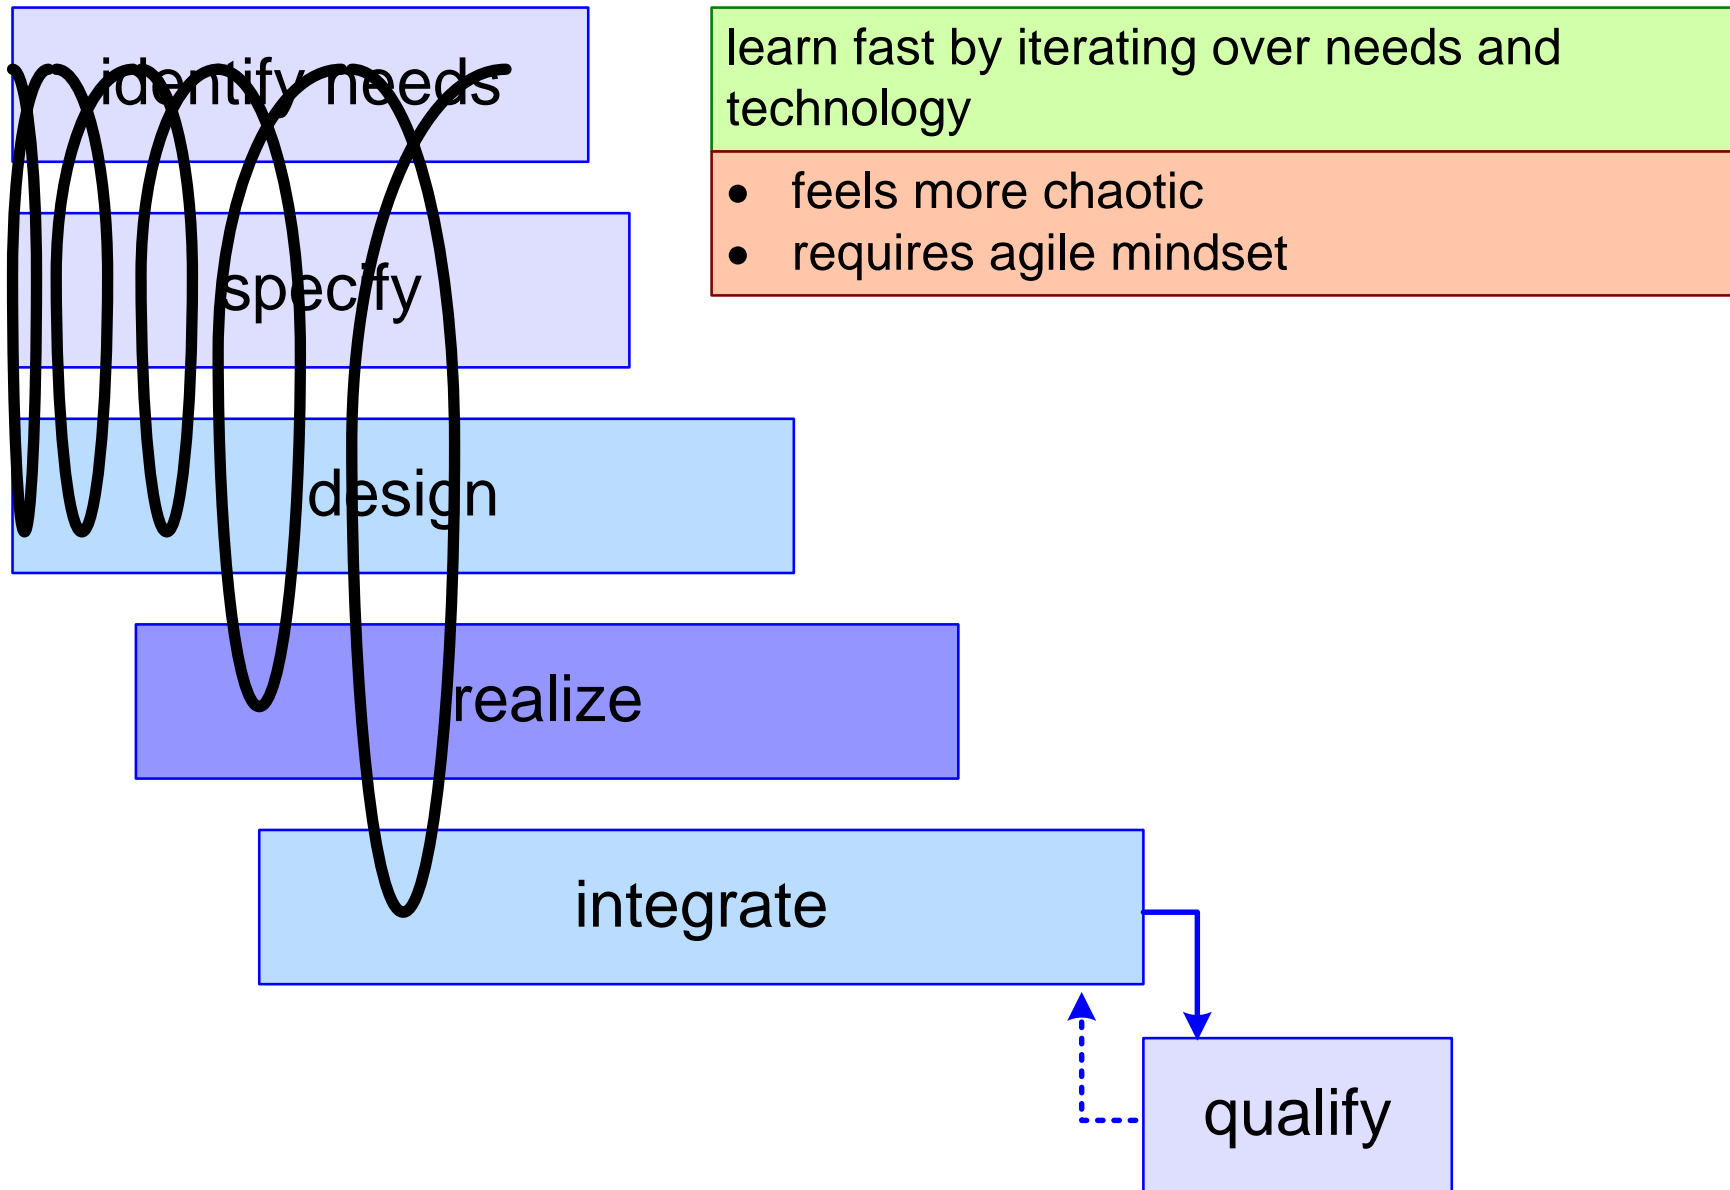 identify needs
learn fast by iterating over needs and
technology
• feels more chaotic
• requires agile mindset
specify
design
realize
integrate
qualify